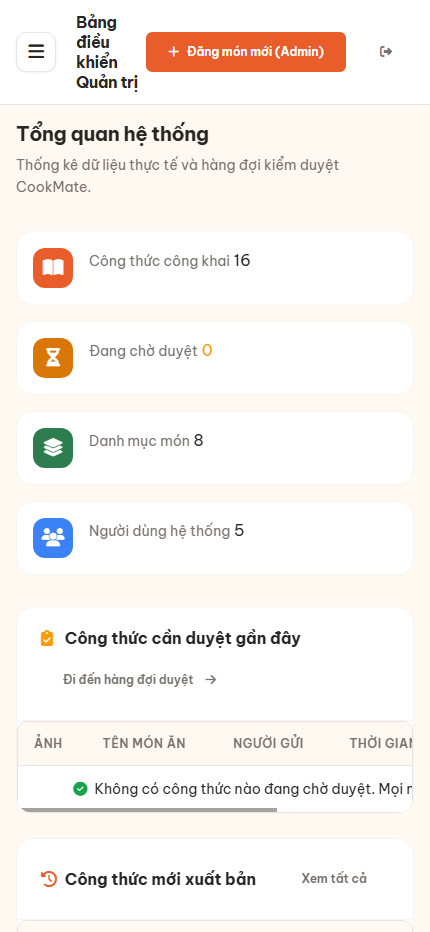 Bảng
điều
khiển
Quản trị
Đăng món mới (Admin)
Tổng quan hệ thống
Thống kê dữ liệu thực tế và hàng đợi kiểm duyệt
CookMate.
Công thức công khai 16
Đang chờ duyệt 0
Danh mục món 8
Người dùng hệ thống 5
Công thức cần duyệt gần đây
Đi đến hàng đợi duyệt
ẢNH TÊN MÓN ĂN NGƯỜI GỬI THỜI GIAN
Không có công thức nào đang chờ duyệt. Mọi
Công thức mới xuất bản Xem tất cả